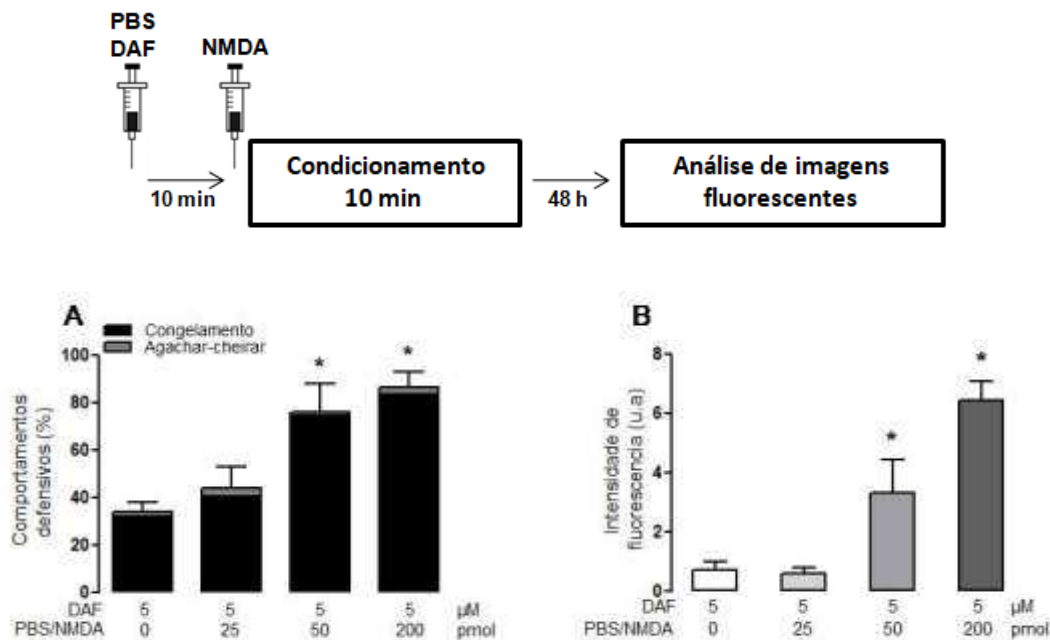 PBS
DAF
NMDA
10 min
Condicionamento
10 min
48 h
Análise de imagens
fluorescentes
A
Congelamento
Agachar-cheirar
Comportamentos
defensivos (%)
100
80
60
40
20
0
*
*
DAF 5 5 5 5 µM
PBS/NMDA 0 25 50 200 pmol
B
Intensidade de
fluorescencia (u.a)
8
6
4
2
0
*
*
DAF 5 5 5 5 µM
PBS/NMDA 0 25 50 200 pmol